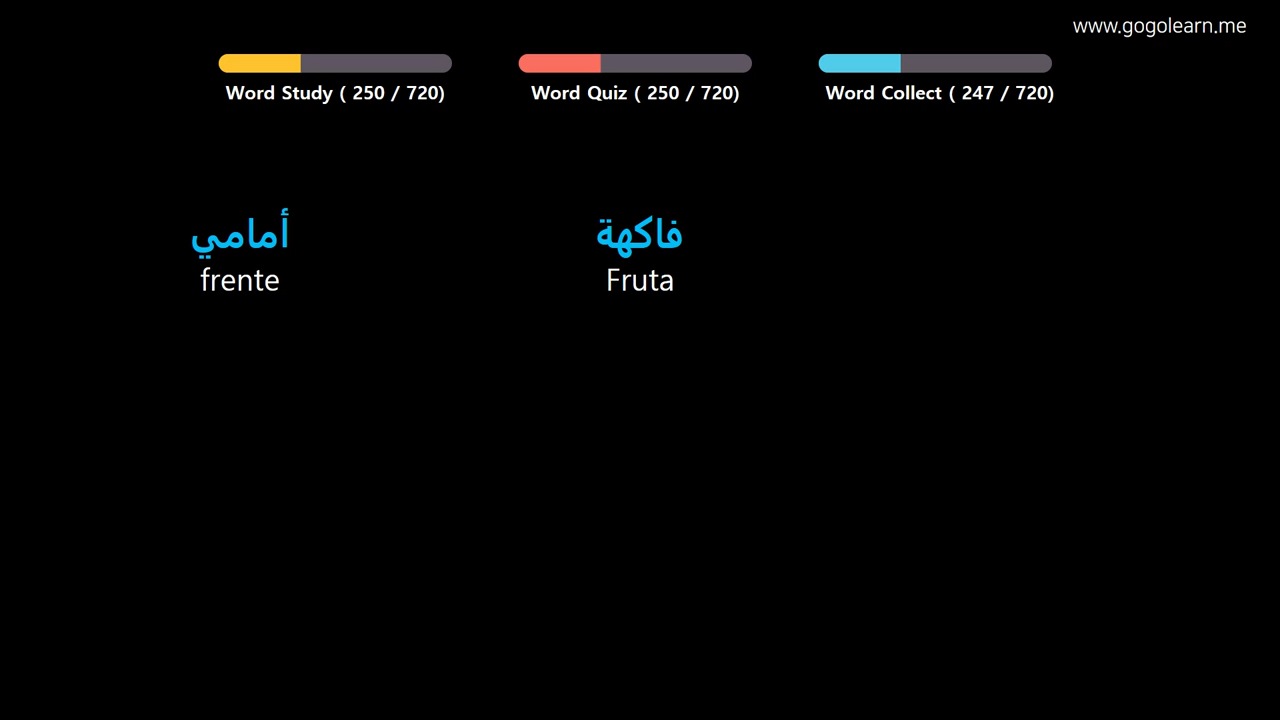 www.gogolearn.me
Word Study ( 250 / 720)
Word Quiz ( 250 / 720)
Word Collect ( 247 / 720)
أمامي
frente
فاكهة
Fruta